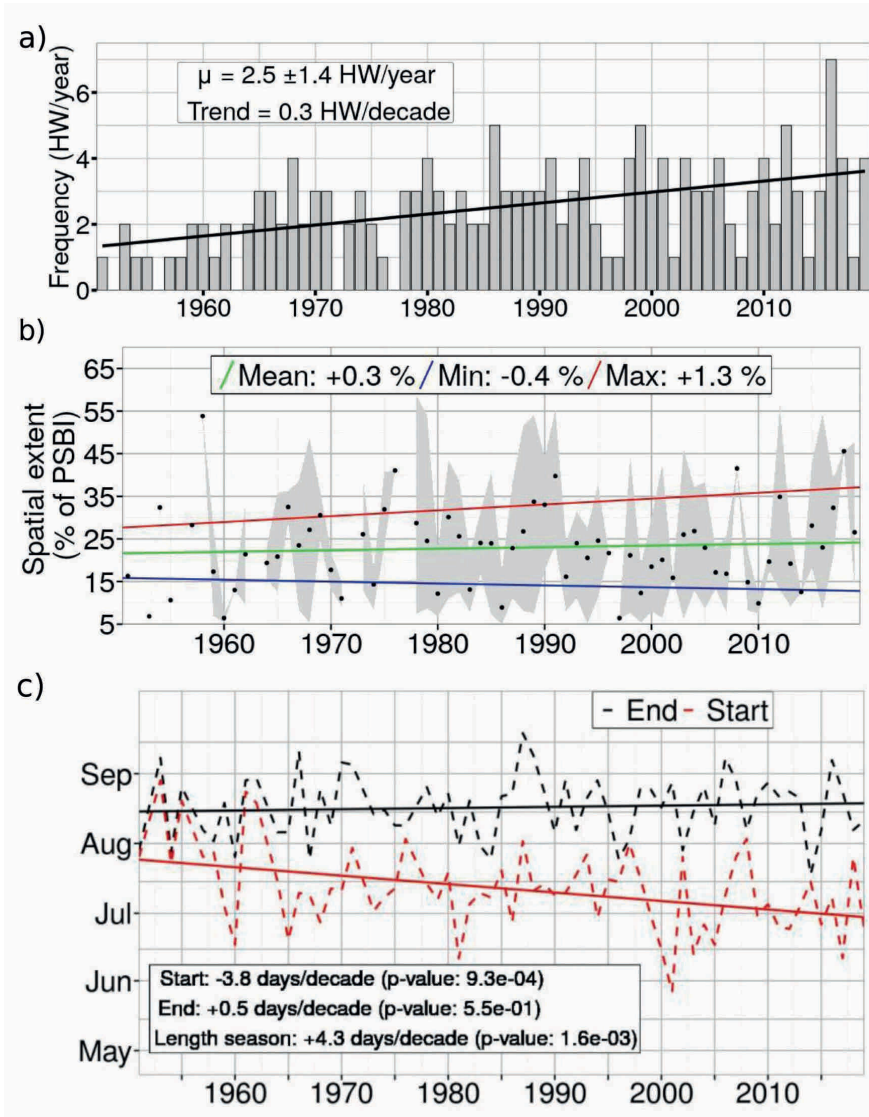 a)
Frequency (HW/year)
6
4
2
0
μ = 2.5 ±1.4 HW/year
Trend = 0.3 HW/decade
1960 1970 1980 1990 2000 2010
b)
Spatial extent
(% of PSBI)
65
55
45
35
25
15
5
Mean: +0.3 % Min: -0.4 % Max: +1.3 %
1960 1970 1980 1990 2000 2010
c)
End Start
Sep
Aug
Jul
Jun
May
Start: -3.8 days/decade (p-value: 9.3e-04)
End: +0.5 days/decade (p-value: 5.5e-01)
Length season: +4.3 days/decade (p-value: 1.6e-03)
1960 1970 1980 1990 2000 2010